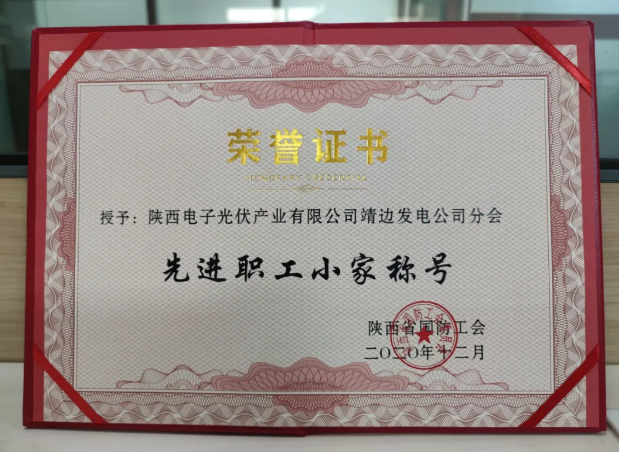 荣誉证书
HONORARY CREDENTIAL
授予：陕西电子光伏产业有限公司靖边发电公司分会
先进职工小家称号
陕西省国防工会
二〇二〇年十二月